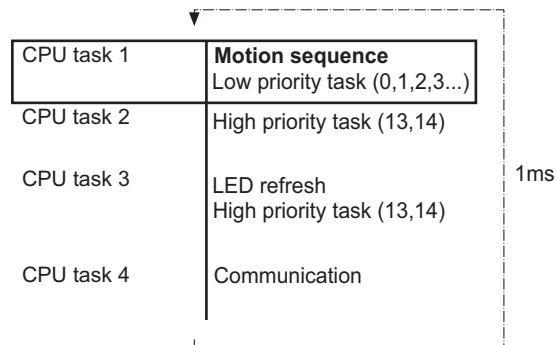 CPU task 1
Motion sequence
Low priority task (0,1,2,3...)
CPU task 2
High priority task (13,14)
CPU task 3
LED refresh
High priority task (13,14)
1ms
CPU task 4
Communication